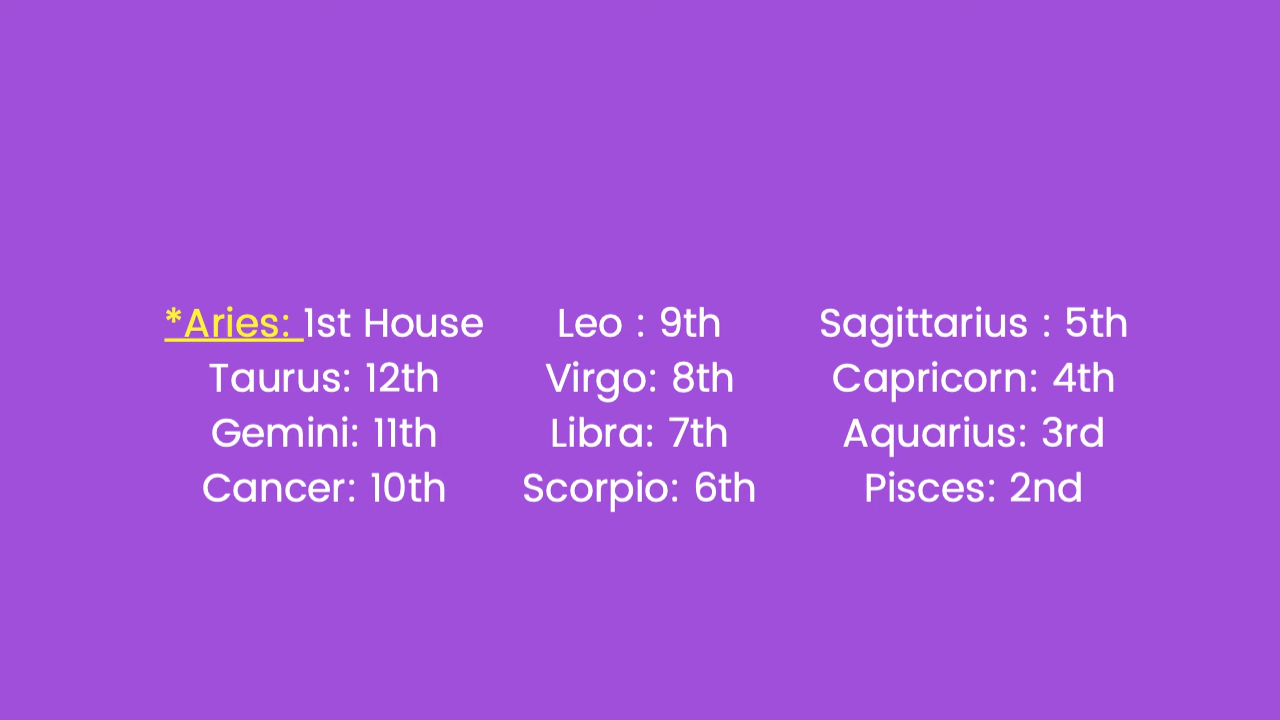 *Aries: 1st House
Taurus: 12th
Gemini: 11th
Cancer: 10th
Leo : 9th
Virgo: 8th
Libra: 7th
Scorpio: 6th
Sagittarius : 5th
Capricorn: 4th
Aquarius: 3rd
Pisces: 2nd